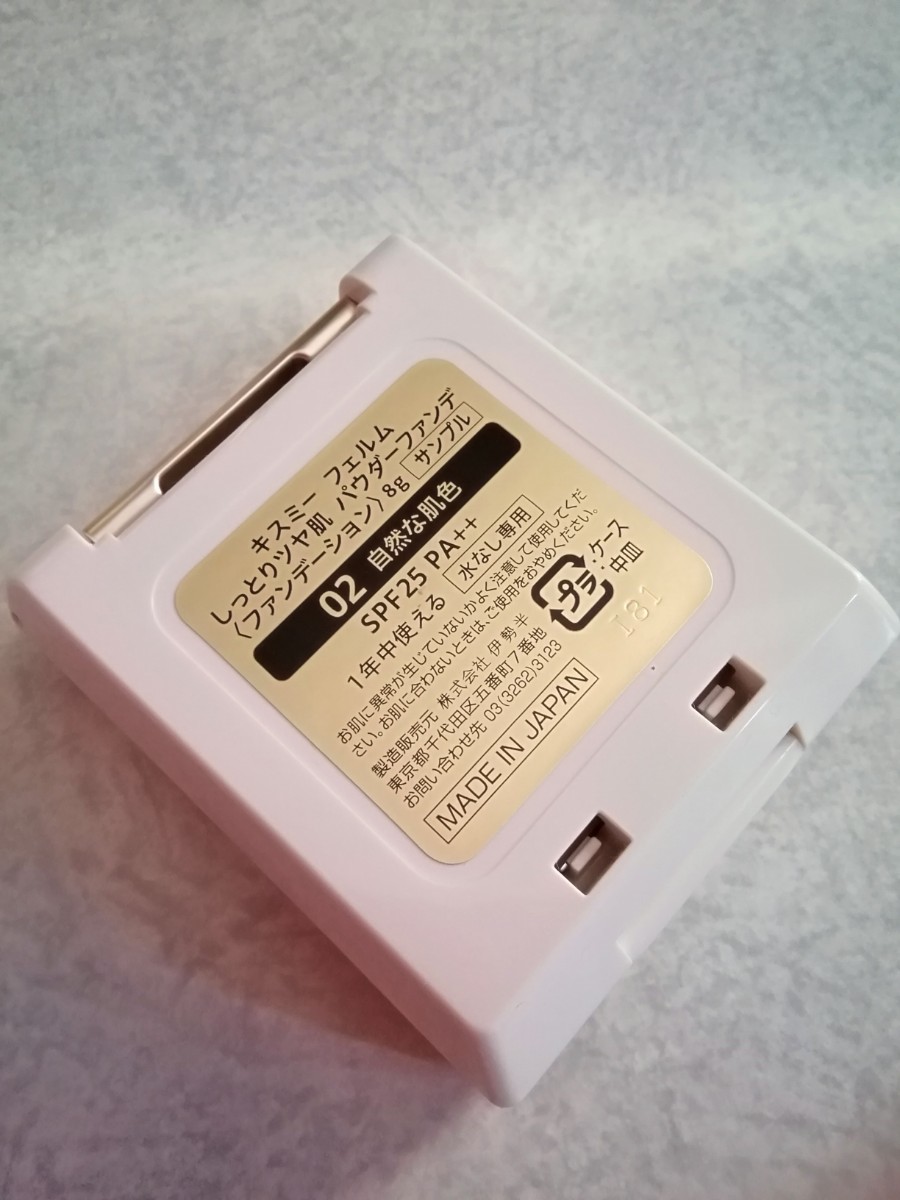 キスミー フェルム
しっとりツヤ肌 パウダーファンデ
〈ファンデーション〉 8g サンプル
02 自然な肌色
SPF25 PA++
1年中使える 水なし専用
お肌に異常が生じていないかよく注意して使用してくだ
さい。お肌に合わないときは、ご使用をおやめください。
製造販売元 株式会社 伊勢半
東京都千代田区五番町7番地
お問い合わせ先 03(3262)3123
MADE IN JAPAN
プラ :ケース
中皿
I81